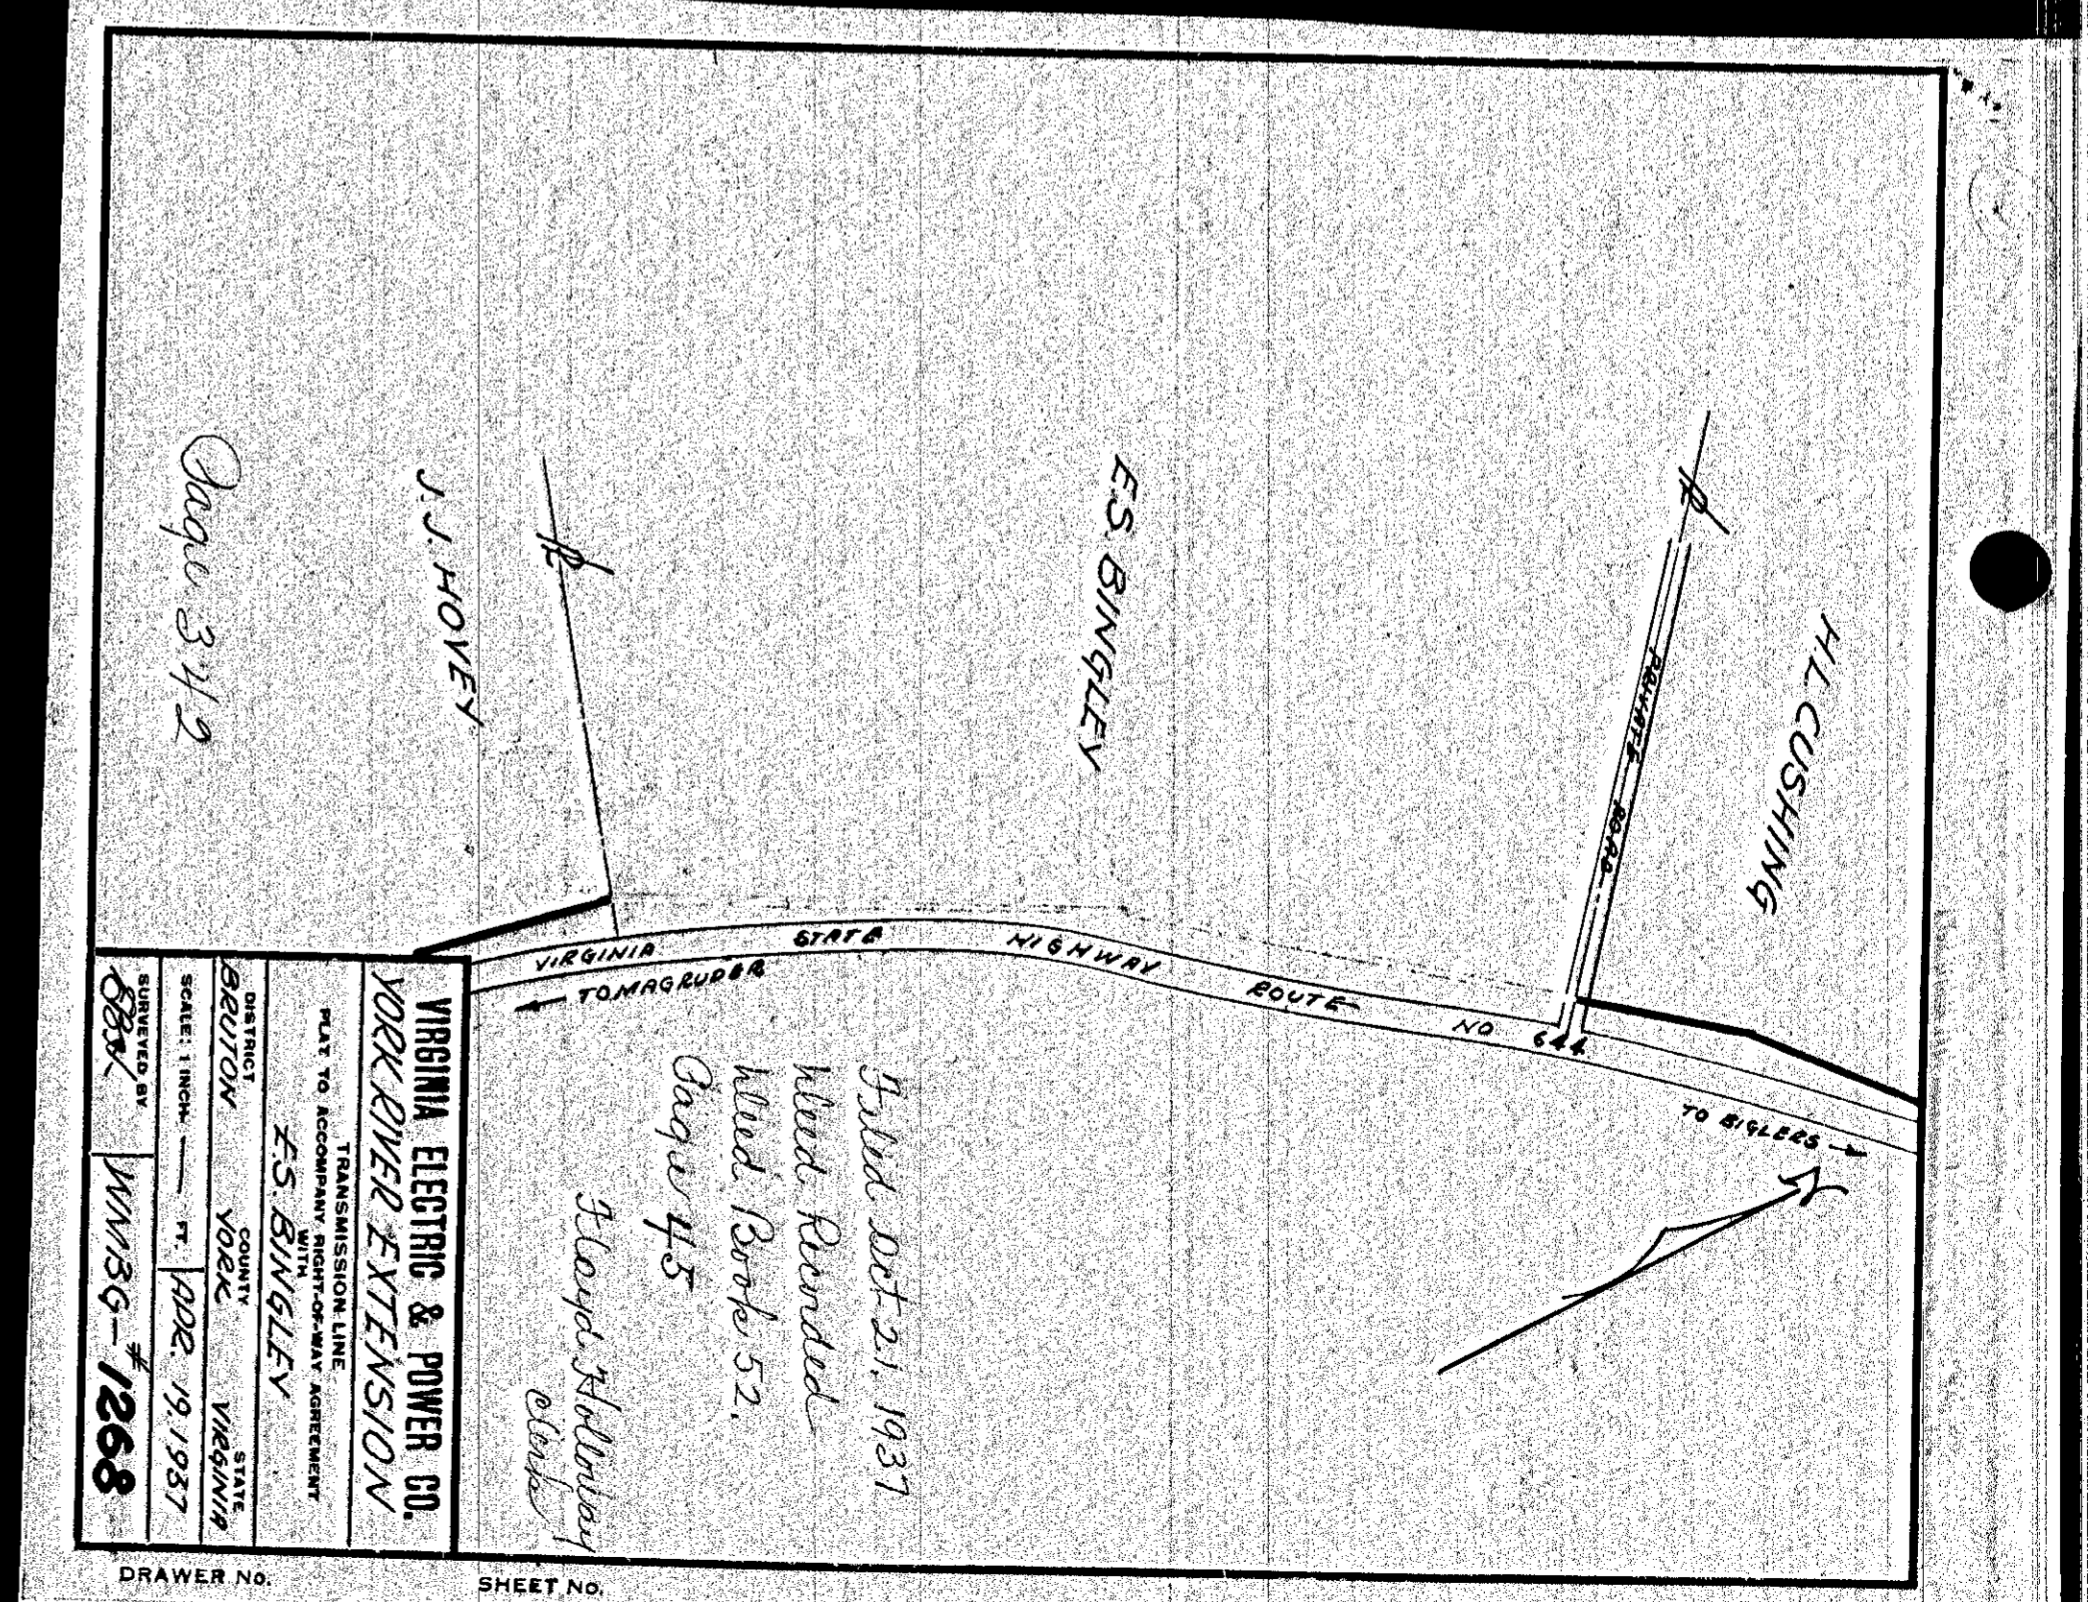 H.L. CUSHING
PRIVATE ROAD
E.S. BINGLEY
J.J. HOVEY
Page 342
VIRGINIA STATE HIGHWAY ROUTE NO 644
TO MAGRUDER
TO BIGLERS
Filed Oct 21, 1937
Deed Recorded
Deed Book 52,
Page 45
Floyd Holloway
Clerk
VIRGINIA ELECTRIC & POWER CO.
YORK RIVER EXTENSION
TRANSMISSION LINE
PLAT TO ACCOMPANY RIGHT-OF-WAY AGREEMENT
WITH
E.S. BINGLEY
DISTRICT COUNTY STATE
BRUTON YORK VIRGINIA
SCALE: 1 INCH — FT. APR. 19, 1937
SURVEYED BY
WMBG-#1268
DRAWER NO.
SHEET NO.